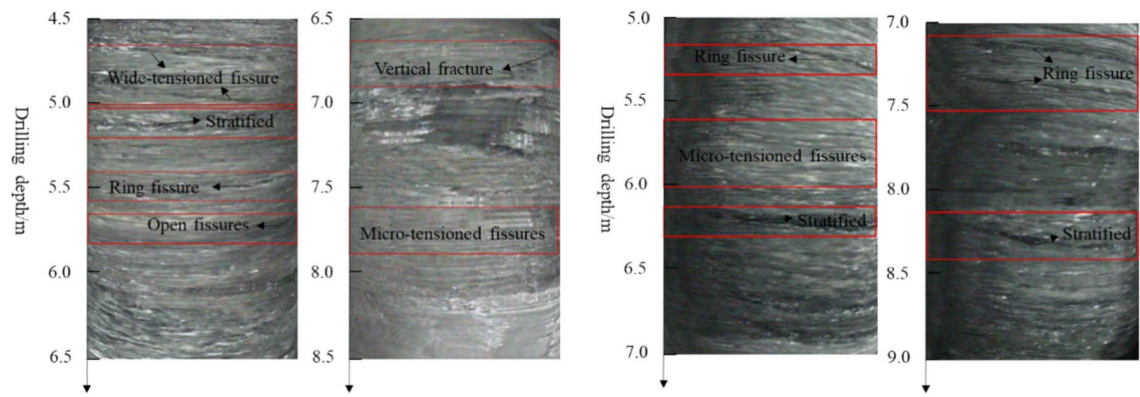 Drilling depth/m
4.5
5.0
5.5
6.0
6.5
Wide-tensioned fissure
Stratified
Ring fissure
Open fissures
6.5
7.0
7.5
8.0
8.5
Vertical fracture
Micro-tensioned fissures
Drilling depth/m
5.0
5.5
6.0
6.5
7.0
Ring fissure
Micro-tensioned fissures
Stratified
7.0
7.5
8.0
8.5
9.0
Ring fissure
Stratified